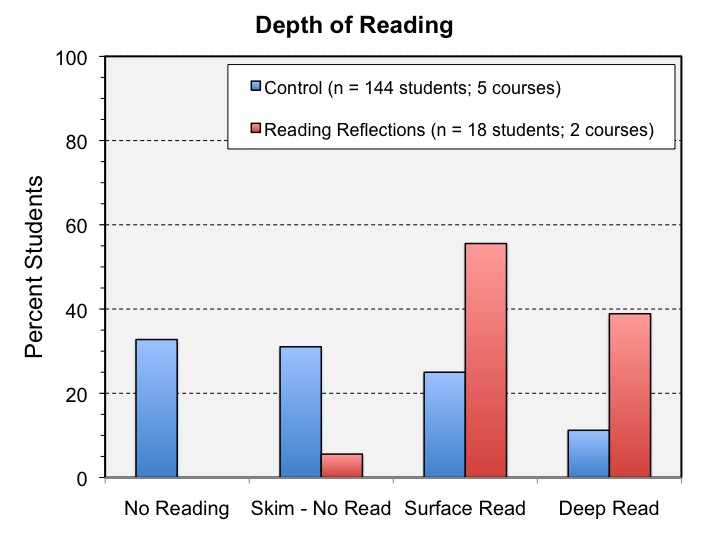 Depth of Reading
100
80
60
40
20
0
Percent Students
Control (n = 144 students; 5 courses)
Reading Reflections (n = 18 students; 2 courses)
No Reading
Skim - No Read
Surface Read
Deep Read